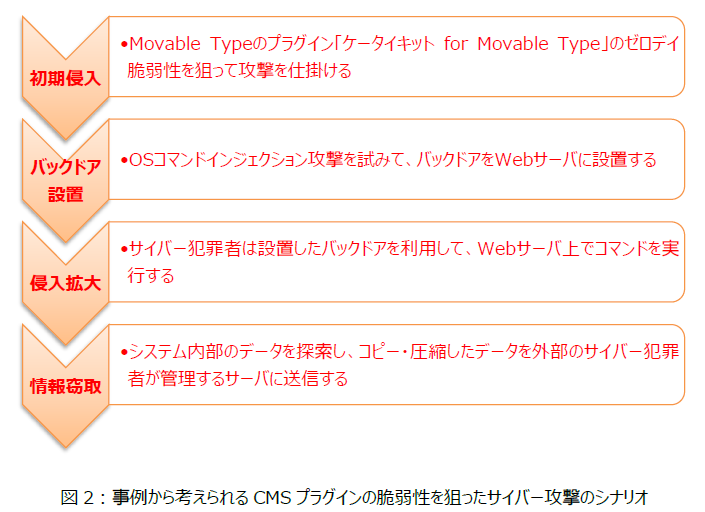 初期侵入
•Movable Typeのプラグイン「ケータイキット for Movable Type」のゼロデイ
脆弱性を狙って攻撃を仕掛ける
バックドア
設置
•OSコマンドインジェクション攻撃を試みて、バックドアをWebサーバに設置する
侵入拡大
•サイバー犯罪者は設置したバックドアを利用して、Webサーバ上でコマンドを実
行する
情報窃取
•システム内部のデータを探索し、コピー・圧縮したデータを外部のサイバー犯罪
者が管理するサーバに送信する
図 2：事例から考えられる CMS プラグインの脆弱性を狙ったサイバー攻撃のシナリオ